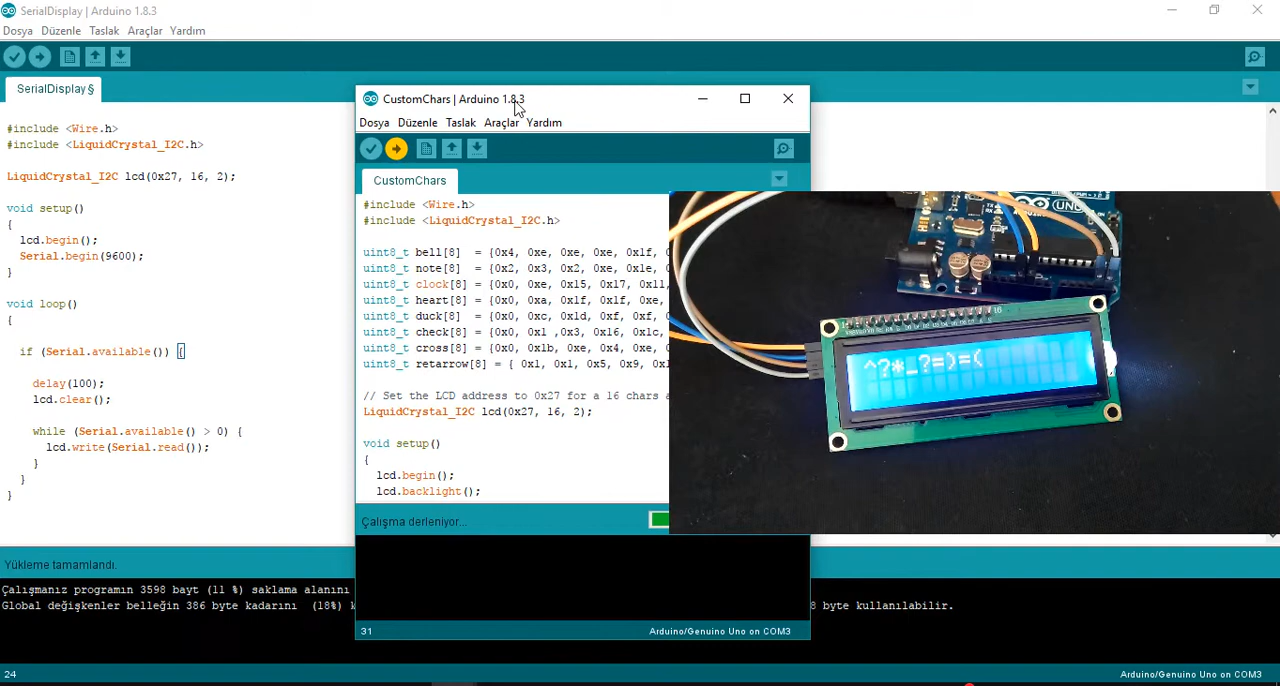 SerialDisplay | Arduino 1.8.3
Dosya Düzenle Taslak Araçlar Yardım
SerialDisplay §
#include <Wire.h>
#include <LiquidCrystal_I2C.h>
LiquidCrystal_I2C lcd(0x27, 16, 2);
void setup()
{
lcd.begin();
Serial.begin(9600);
}
void loop()
{
if (Serial.available()) {
delay(100);
lcd.clear();
while (Serial.available() > 0) {
lcd.write(Serial.read());
}
}
}
Yükleme tamamlandı.
Çalışmanız programın 3598 bayt (11 %) saklama alanını
Global değişkenler belleğin 386 byte kadarını (18%) k
8 byte kullanılabilir.
24
Arduino/Genuino Uno on COM3
CustomChars | Arduino 1.8.3
Dosya Düzenle Taslak Araçlar Yardım
CustomChars
#include <Wire.h>
#include <LiquidCrystal_I2C.h>
uint8_t bell[8] = {0x4, 0xe, 0xe, 0xe, 0x1f,
uint8_t note[8] = {0x2, 0x3, 0x2, 0xe, 0x1e,
uint8_t clock[8] = {0x0, 0xe, 0x15, 0x17, 0x11,
uint8_t heart[8] = {0x0, 0xa, 0x1f, 0x1f, 0xe,
uint8_t duck[8] = {0x0, 0xc, 0x1d, 0xf, 0xf,
uint8_t check[8] = {0x0, 0x1 ,0x3, 0x16, 0x1c,
uint8_t cross[8] = {0x0, 0x1b, 0xe, 0x4, 0xe,
uint8_t retarrow[8] = { 0x1, 0x1, 0x5, 0x9, 0x1
// Set the LCD address to 0x27 for a 16 chars a
LiquidCrystal_I2C lcd(0x27, 16, 2);
void setup()
{
lcd.begin();
lcd.backlight();
Çalışma derleniyor...
31
Arduino/Genuino Uno on COM3
UNO
^?*_?=)=(